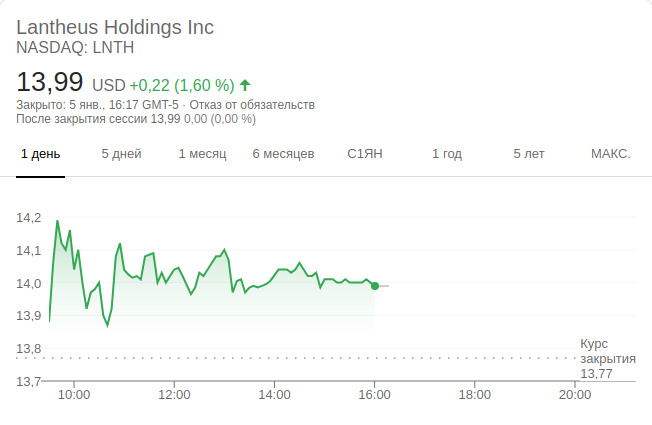 Lantheus Holdings Inc
NASDAQ: LNTH
13,99 USD +0,22 (1,60 %)
Закрыто: 5 янв., 16:17 GMT-5 · Отказ от обязательств
После закрытия сессии 13,99 0,00 (0,00 %)
1 день 5 дней 1 месяц 6 месяцев С1ЯН 1 год 5 лет МАКС.
14,2
14,1
14,0
13,9
13,8
13,7
Курс
закрытия
13,77
10:00 12:00 14:00 16:00 18:00 20:00